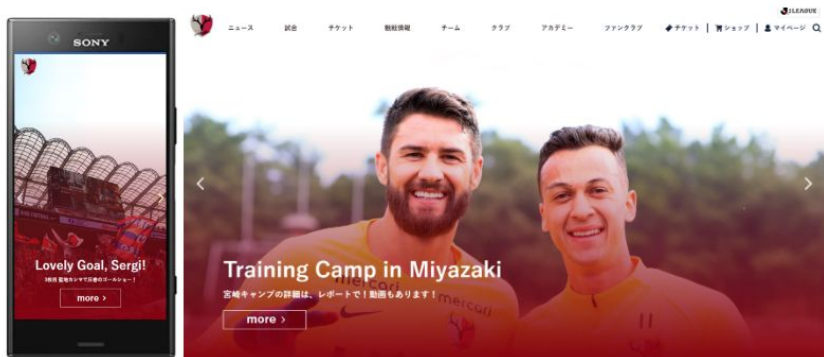 SONY
Lovely Goal, Sergi!
more >
J.LEAGUE
ニュース 試合 チケット 観戦情報 チーム クラブ アカデミー ファンクラブ チケット | ショップ | マイページ
Training Camp in Miyazaki
宮崎キャンプの詳細は、レポートで！動画もあります！
more >
mercari
mercari